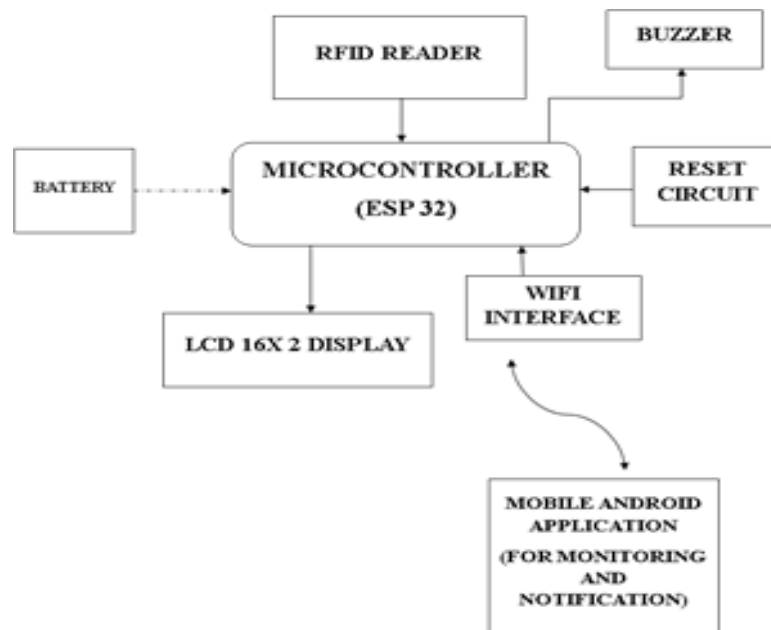 RFID READER
BUZZER
BATTERY
MICROCONTROLLER
(ESP 32)
RESET
CIRCUIT
WIFI
INTERFACE
LCD 16X 2 DISPLAY
MOBILE ANDROID
APPLICATION
(FOR MONITORING
AND
NOTIFICATION)